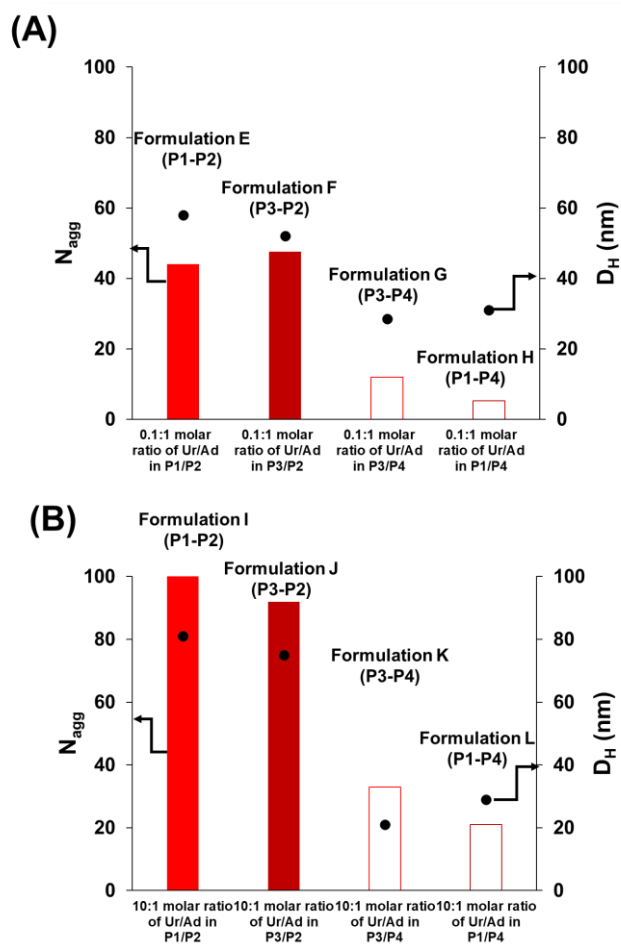 (A)
100
80
60
40
20
0
N_agg
Formulation E
(P1-P2)
Formulation F
(P3-P2)
Formulation G
(P3-P4)
Formulation H
(P1-P4)
100
80
60
40
20
0
D_H (nm)
0.1:1 molar
ratio of Ur/Ad
in P1/P2
0.1:1 molar
ratio of Ur/Ad
in P3/P2
0.1:1 molar
ratio of Ur/Ad
in P3/P4
0.1:1 molar
ratio of Ur/Ad
in P1/P4
(B)
100
80
60
40
20
0
N_agg
Formulation I
(P1-P2)
Formulation J
(P3-P2)
Formulation K
(P3-P4)
Formulation L
(P1-P4)
100
80
60
40
20
0
D_H (nm)
10:1 molar ratio
of Ur/Ad in
P1/P2
10:1 molar ratio
of Ur/Ad in
P3/P2
10:1 molar ratio
of Ur/Ad in
P3/P4
10:1 molar ratio
of Ur/Ad in
P1/P4